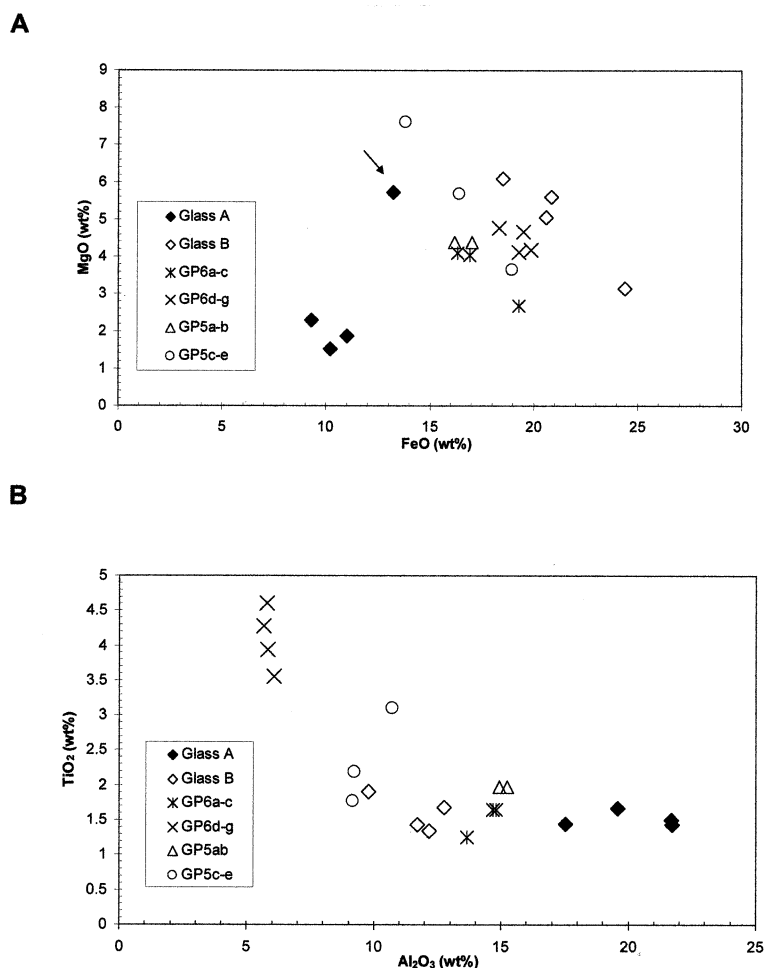 A
9
8
7
6
5
4
3
2
1
0
MgO (wt%)
Glass A
Glass B
GP6a-c
GP6d-g
GP5a-b
GP5c-e
0 5 10 15 20 25 30
FeO (wt%)
B
5
4.5
4
3.5
3
2.5
2
1.5
1
0.5
0
TiO₂ (wt%)
Glass A
Glass B
GP6a-c
GP6d-g
GP5ab
GP5c-e
0 5 10 15 20 25
Al₂O₃ (wt%)